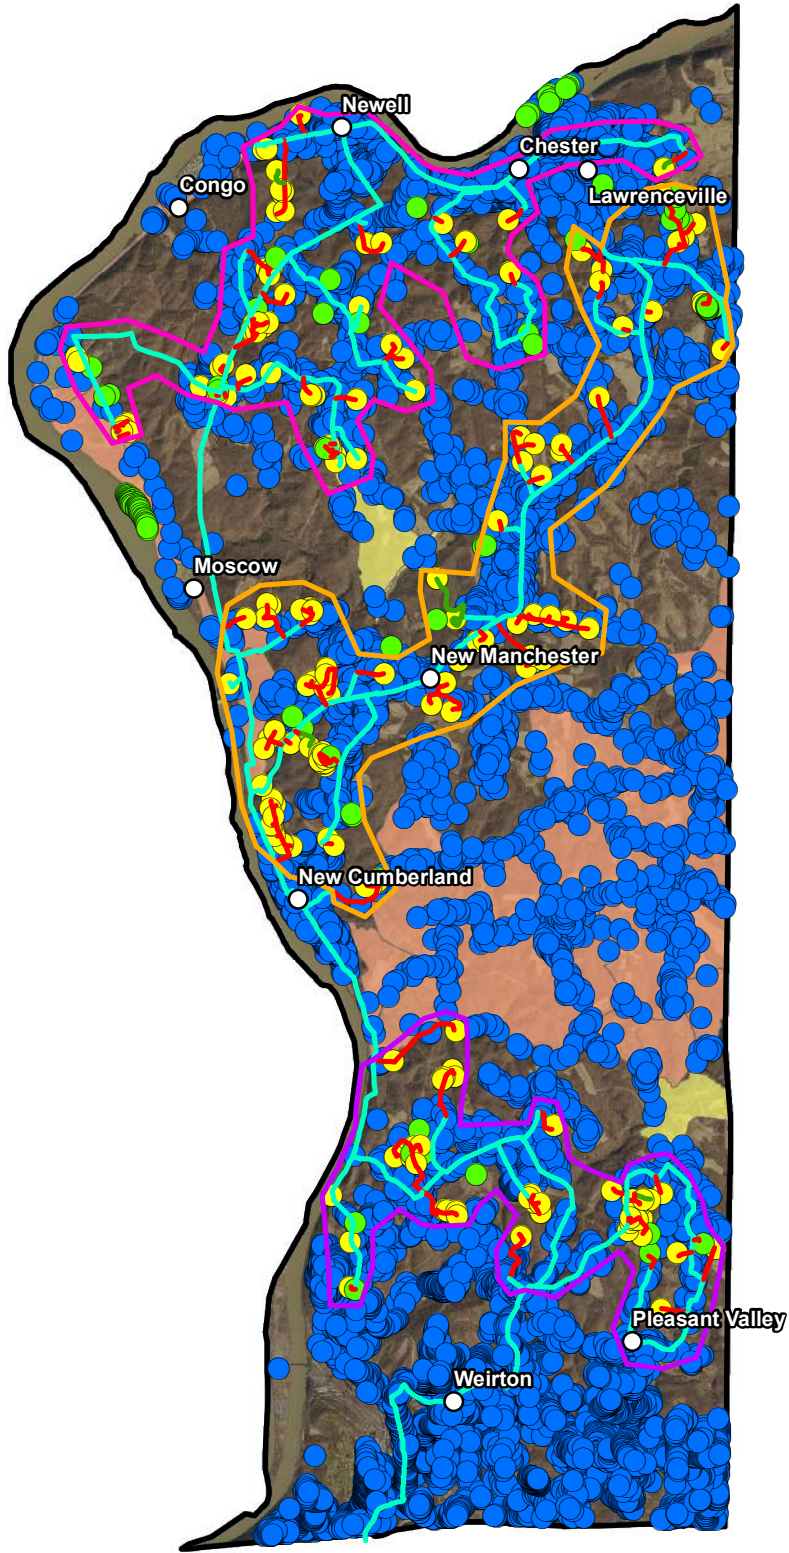 Newell
Chester
Congo
Lawrenceville
Moscow
New Manchester
New Cumberland
Pleasant Valley
Weirton